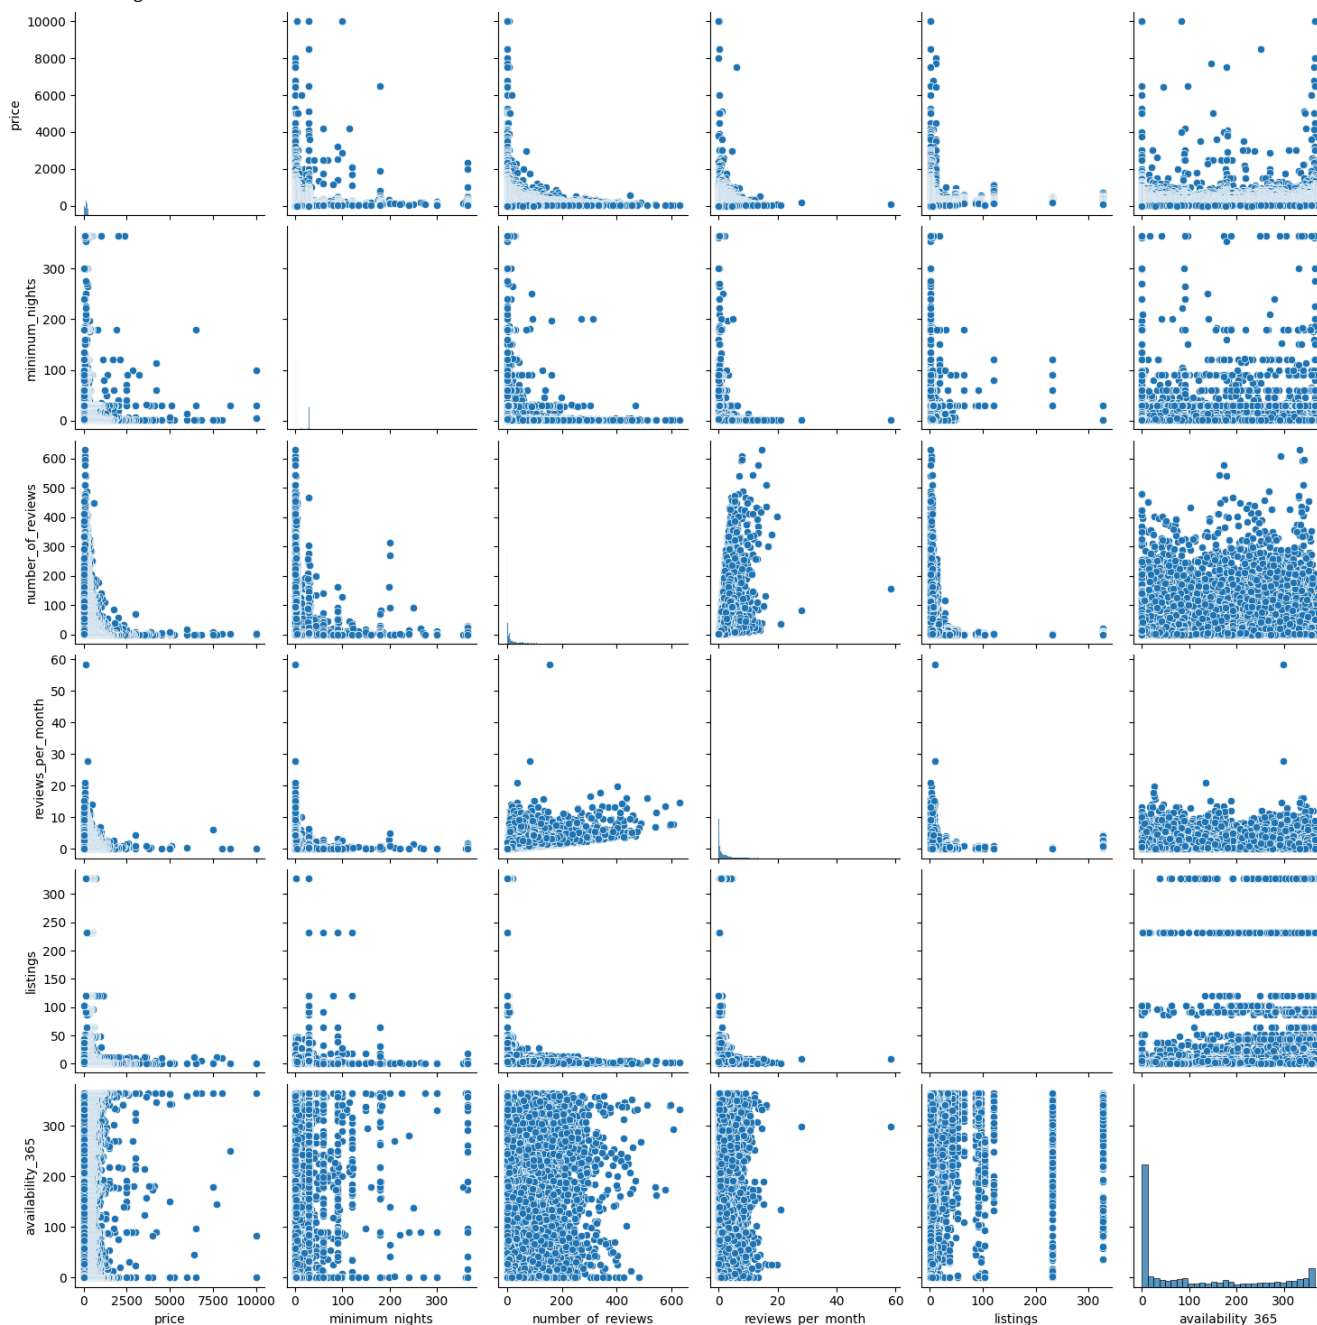 10000
8000
6000
4000
2000
0
price
300
200
100
0
minimum_nights
600
500
400
300
200
100
0
number_of_reviews
60
50
40
30
20
10
0
reviews_per_month
300
250
200
150
100
50
0
listings
300
200
100
0
availability_365
0 2500 5000 7500 10000
price
0 100 200 300
minimum_nights
0 200 400 600
number_of_reviews
0 20 40 60
reviews_per_month
0 100 200 300
listings
0 100 200 300
availability_365